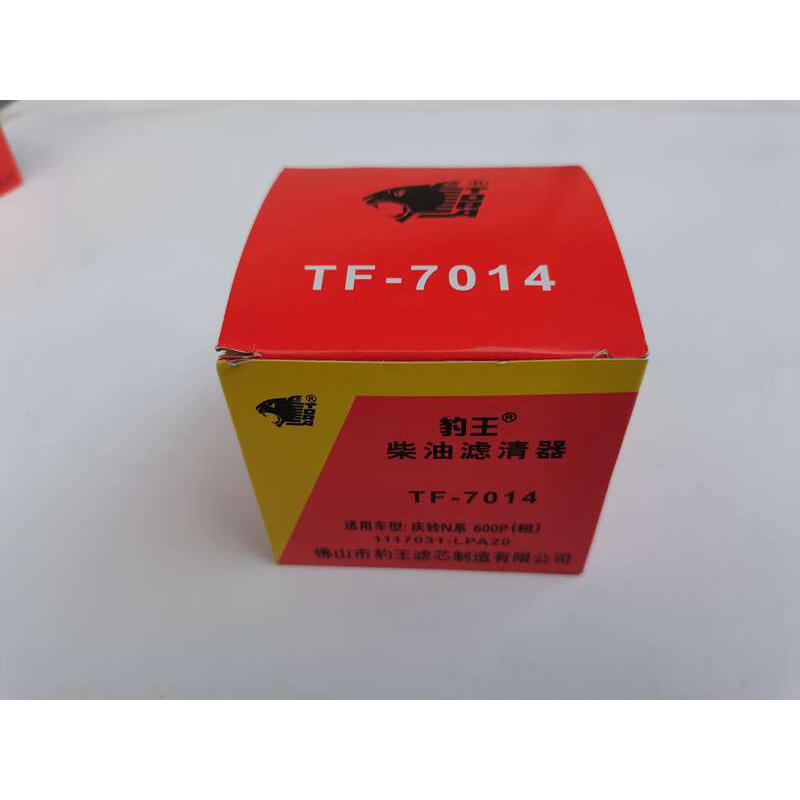 TORCH®
TF-7014
®
豹王®
柴油滤清器
TF-7014
适用车型: 庆铃N系 600P(粗)
1117031-LPA20
佛山市豹王滤芯制造有限公司